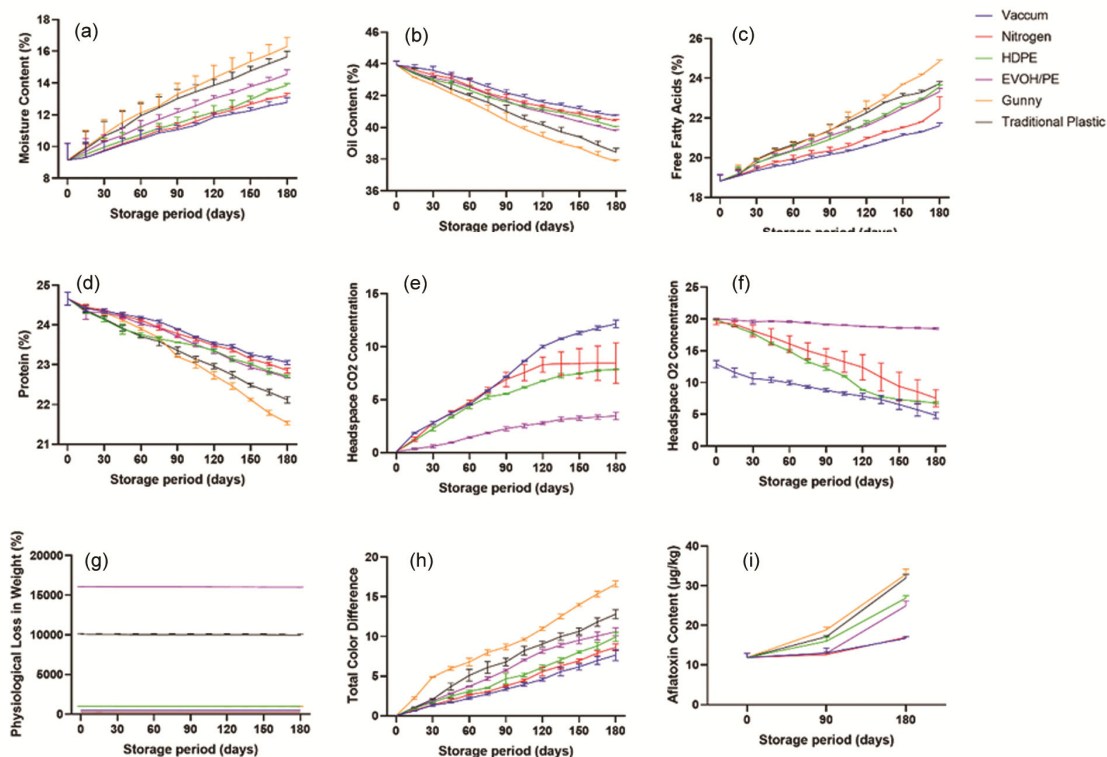 (a)
Moisture Content (%)
18
16
14
12
10
8
0 30 60 90 120 150 180
Storage period (days)
(b)
Oil Content (%)
44
42
40
38
36
0 30 60 90 120 150 180
Storage period (days)
(c)
Free Fatty Acids (%)
26
24
22
20
18
0 30 60 90 120 150 180
Storage period (days)
Vaccum
Nitrogen
HDPE
EVOH/PE
Gunny
Traditional Plastic
(d)
Protein (%)
25
24
23
22
21
0 30 60 90 120 150 180
Storage period (days)
(e)
Headspace CO2 Concentration
15
10
5
0
0 30 60 90 120 150 180
Storage period (days)
(f)
Headspace O2 Concentration
25
20
15
10
5
0
0 30 60 90 120 150 180
Storage period (days)
(g)
Physiological Loss in Weight (%)
20000
15000
10000
5000
0
0 30 60 90 120 150 180
Storage period (days)
(h)
Total Color Difference
20
15
10
5
0
0 30 60 90 120 150 180
Storage period (days)
(i)
Aflatoxin Content (µg/kg)
40
30
20
10
0
0 90 180
Storage period (days)